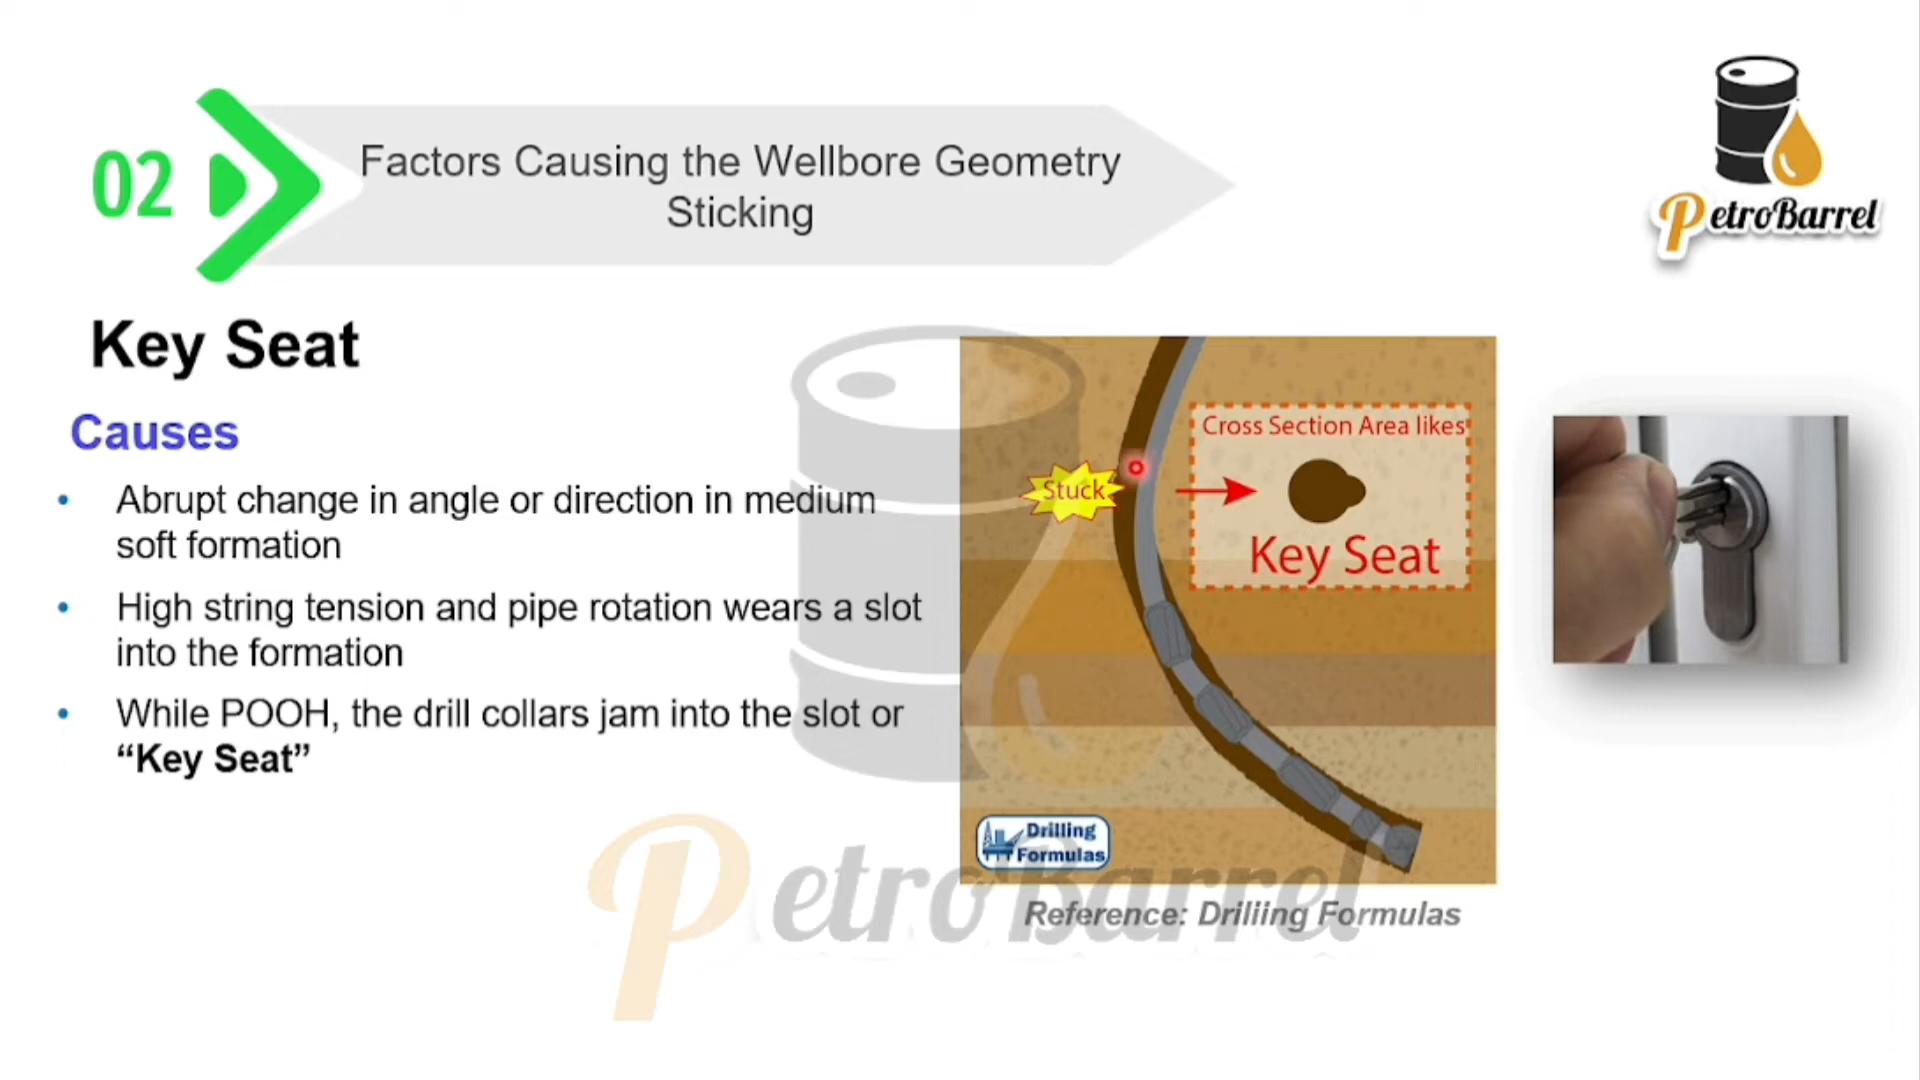 02
Factors Causing the Wellbore Geometry
Sticking
PetroBarrel
Key Seat
Causes
• Abrupt change in angle or direction in medium
soft formation
• High string tension and pipe rotation wears a slot
into the formation
• While POOH, the drill collars jam into the slot or
“Key Seat”
Stuck
Cross Section Area likes
Key Seat
Drilling
Formulas
Reference: Drilling Formulas
PetroBarrel